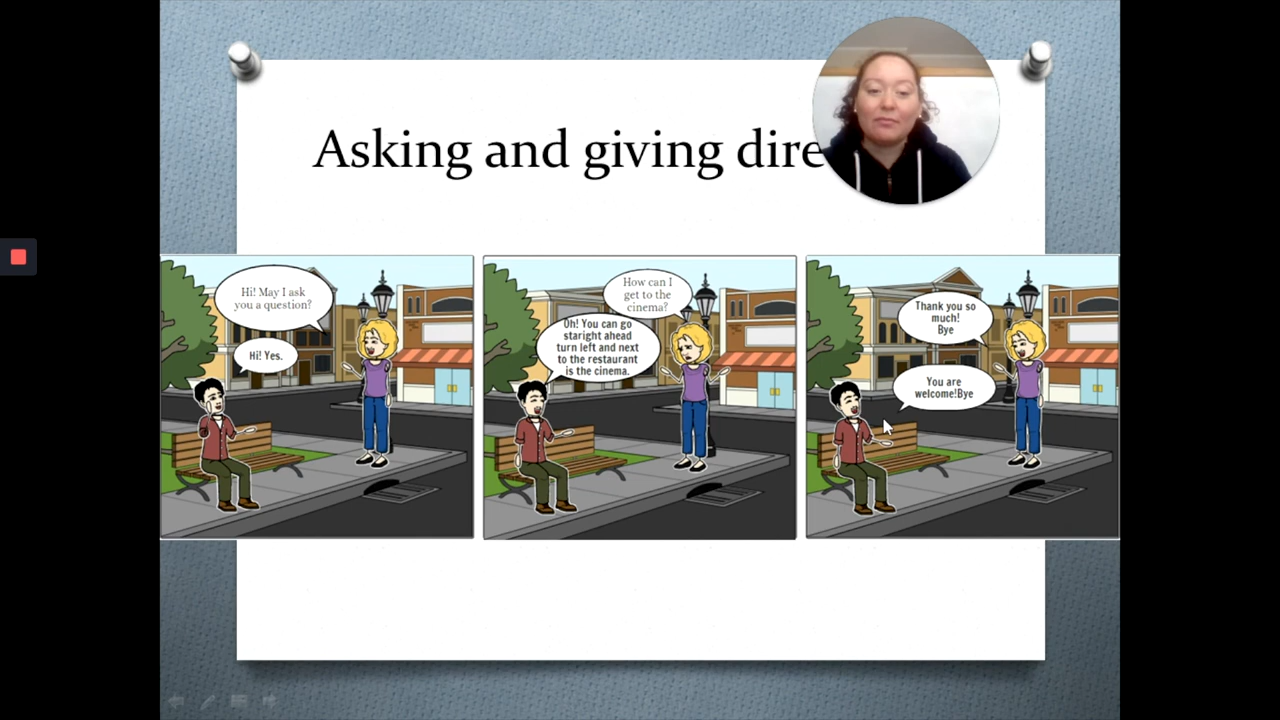 Asking and giving dire
Hi! May I ask
you a question?
Hi! Yes.
How can I
get to the
cinema?
Oh! You can go
staright ahead
turn left and next
to the restaurant
is the cinema.
Thank you so
much!
Bye
You are
welcome!Bye